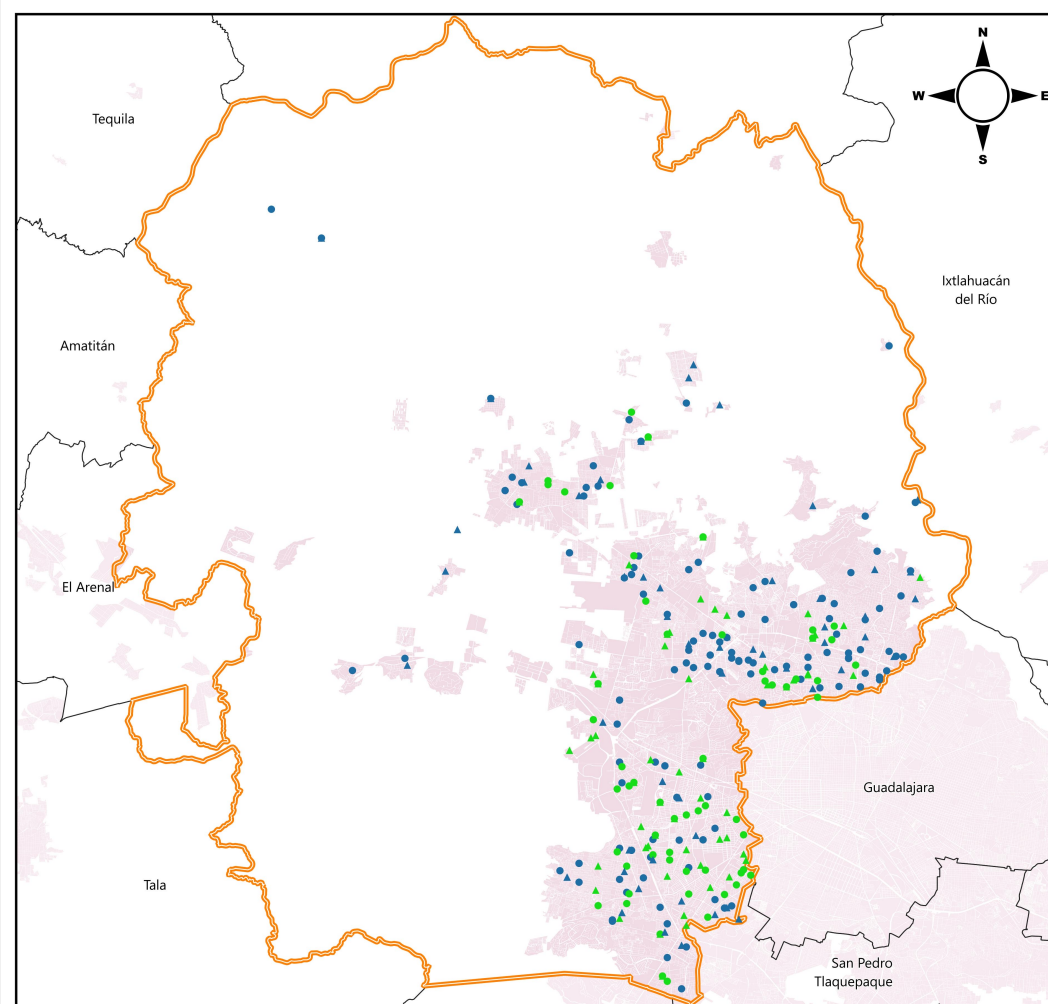 N
W
E
S
Tequila
Ixtlahuacán
del Río
Amatitán
El Arenal
Guadalajara
Tala
San Pedro
Tlaquepaque